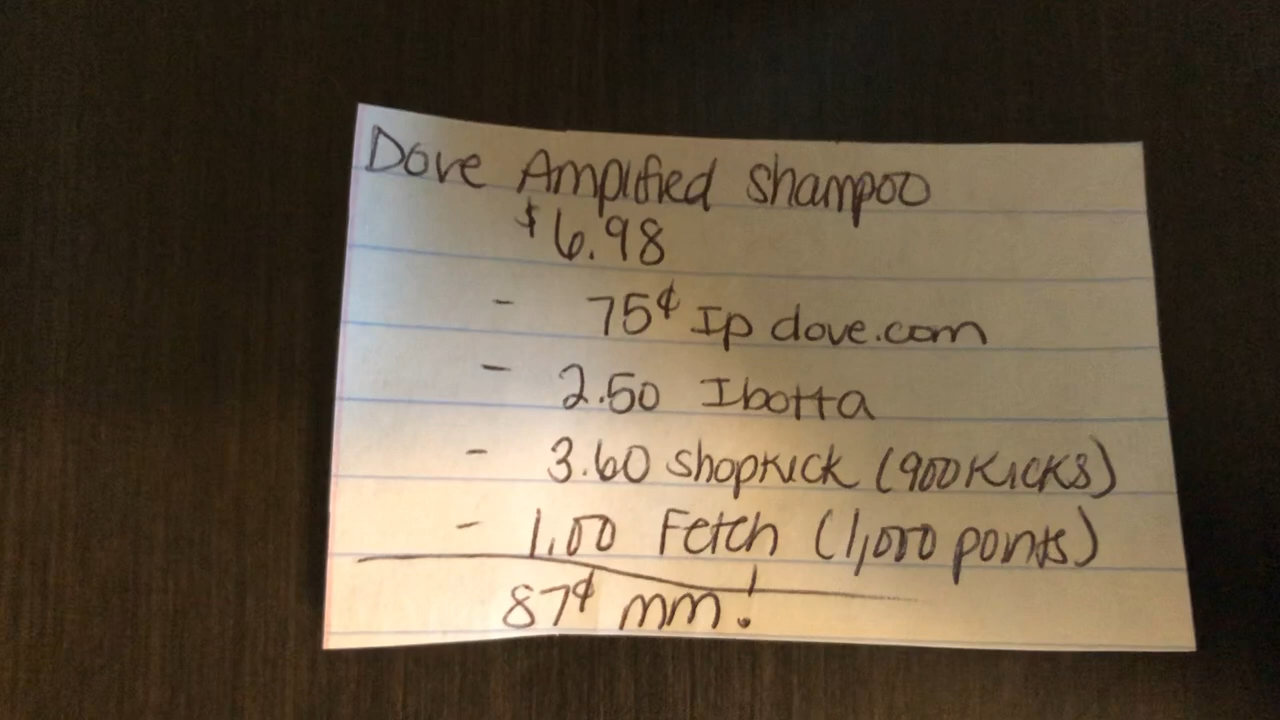 Dove Amplified shampoo
$6.98
- 75¢ Ip dove.com
- 2.50 Ibotta
- 3.60 shopkick (900 kicks)
- 1.00 Fetch (1,000 points)
87¢ mm!